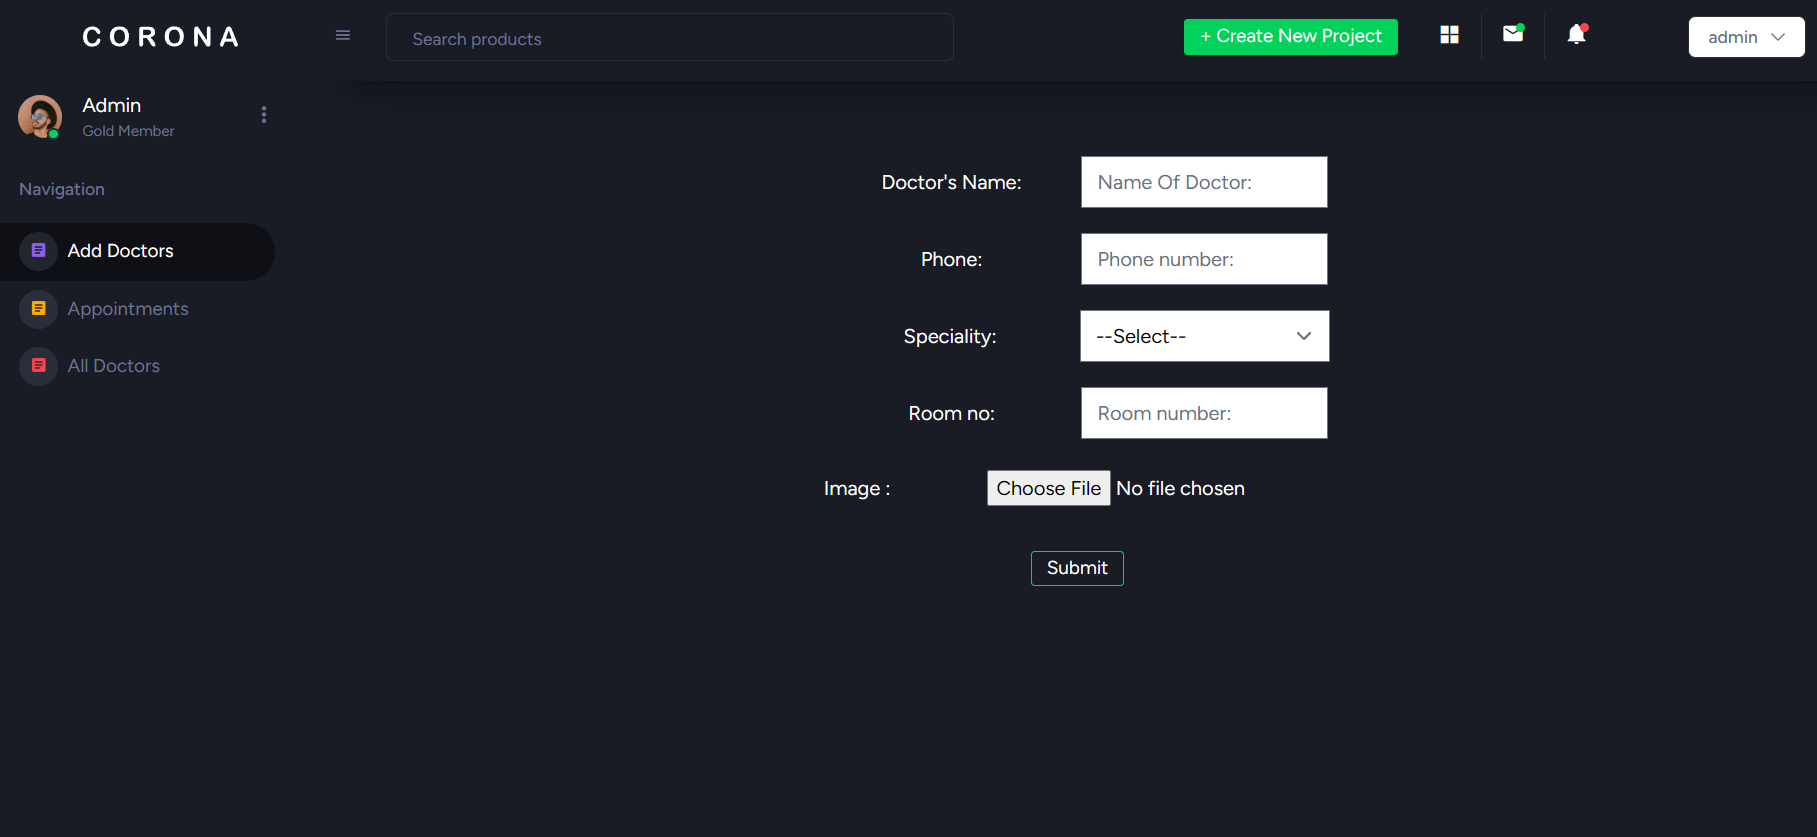 CORONA
Search products
+ Create New Project
admin
Admin
Gold Member
Navigation
Add Doctors
Appointments
All Doctors
Doctor's Name: Name Of Doctor:
Phone: Phone number:
Speciality: --Select--
Room no: Room number:
Image : Choose File No file chosen
Submit